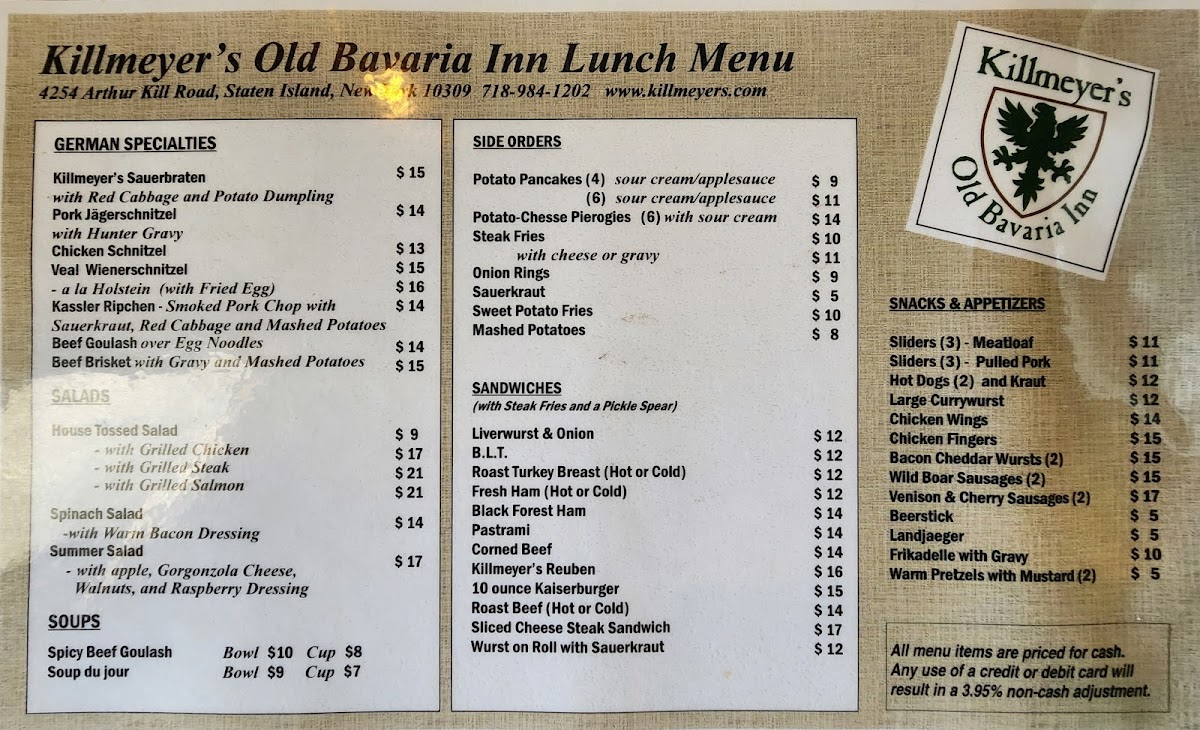 Killmeyer's Old Bavaria Inn Lunch Menu
4254 Arthur Kill Road, Staten Island, New York 10309 718-984-1202 www.killmeyers.com
GERMAN SPECIALTIES
Killmeyer's Sauerbraten $ 15
with Red Cabbage and Potato Dumpling
Pork Jägerschnitzel $ 14
with Hunter Gravy
Chicken Schnitzel $ 13
Veal Wienerschnitzel $ 15
- a la Holstein (with Fried Egg) $ 16
Kassler Ripchen - Smoked Pork Chop with $ 14
Sauerkraut, Red Cabbage and Mashed Potatoes
Beef Goulash over Egg Noodles $ 14
Beef Brisket with Gravy and Mashed Potatoes $ 15
SALADS
House Tossed Salad $ 9
- with Grilled Chicken $ 17
- with Grilled Steak $ 21
- with Grilled Salmon $ 21
Spinach Salad $ 14
-with Warm Bacon Dressing
Summer Salad $ 17
- with apple, Gorgonzola Cheese,
Walnuts, and Raspberry Dressing
SOUPS
Spicy Beef Goulash Bowl $10 Cup $8
Soup du jour Bowl $9 Cup $7
SIDE ORDERS
Potato Pancakes (4) sour cream/applesauce $ 9
(6) sour cream/applesauce $ 11
Potato-Chesse Pierogies (6) with sour cream $ 14
Steak Fries $ 10
with cheese or gravy $ 11
Onion Rings $ 9
Sauerkraut $ 5
Sweet Potato Fries $ 10
Mashed Potatoes $ 8
SANDWICHES
(with Steak Fries and a Pickle Spear)
Liverwurst & Onion $ 12
B.L.T. $ 12
Roast Turkey Breast (Hot or Cold) $ 12
Fresh Ham (Hot or Cold) $ 12
Black Forest Ham $ 14
Pastrami $ 14
Corned Beef $ 14
Killmeyer's Reuben $ 16
10 ounce Kaiserburger $ 15
Roast Beef (Hot or Cold) $ 14
Sliced Cheese Steak Sandwich $ 17
Wurst on Roll with Sauerkraut $ 12
Killmeyer's
Old Bavaria Inn
SNACKS & APPETIZERS
Sliders (3) - Meatloaf $ 11
Sliders (3) - Pulled Pork $ 11
Hot Dogs (2) and Kraut $ 12
Large Currywurst $ 12
Chicken Wings $ 14
Chicken Fingers $ 15
Bacon Cheddar Wursts (2) $ 15
Wild Boar Sausages (2) $ 15
Venison & Cherry Sausages (2) $ 17
Beerstick $ 5
Landjaeger $ 5
Frikadelle with Gravy $ 10
Warm Pretzels with Mustard (2) $ 5
All menu items are priced for cash.
Any use of a credit or debit card will
result in a 3.95% non-cash adjustment.